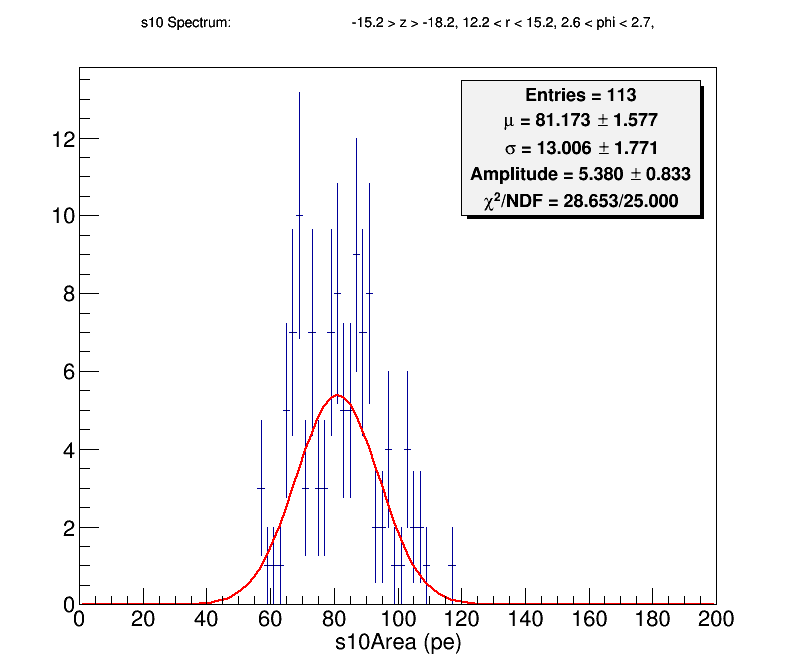 s10 Spectrum: -15.2 > z > -18.2, 12.2 < r < 15.2, 2.6 < phi < 2.7,
Entries = 113
μ = 81.173 ± 1.577
σ = 13.006 ± 1.771
Amplitude = 5.380 ± 0.833
χ²/NDF = 28.653/25.000
12
10
8
6
4
2
0
0 20 40 60 80 100 120 140 160 180 200
s10Area (pe)